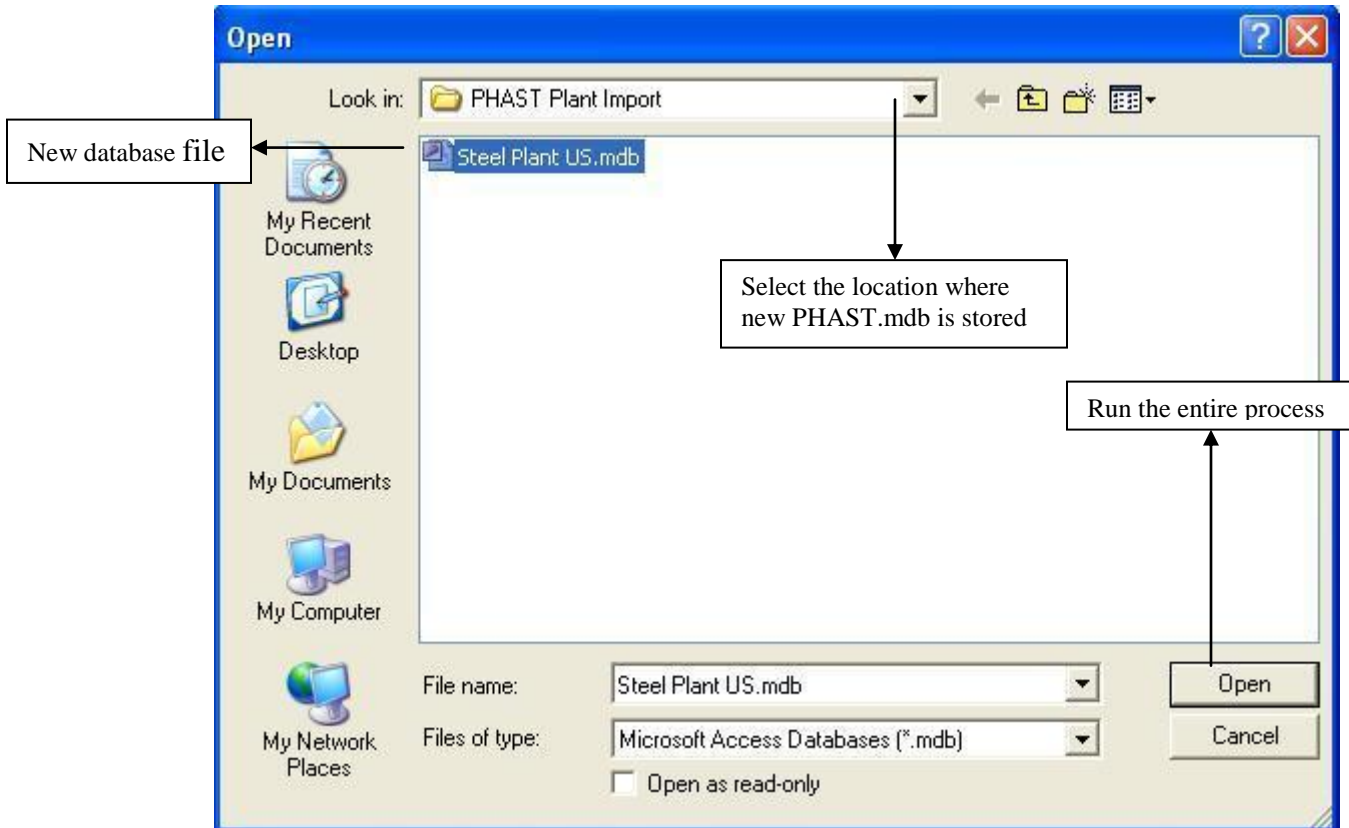 Open
Look in:
PHAST Plant Import
New database file
Steel Plant US.mdb
My Recent
Documents
Select the location where
new PHAST.mdb is stored
Desktop
Run the entire process
My Documents
My Computer
File name:
Steel Plant US.mdb
Open
My Network
Places
Files of type:
Microsoft Access Databases (*.mdb)
Cancel
Open as read-only